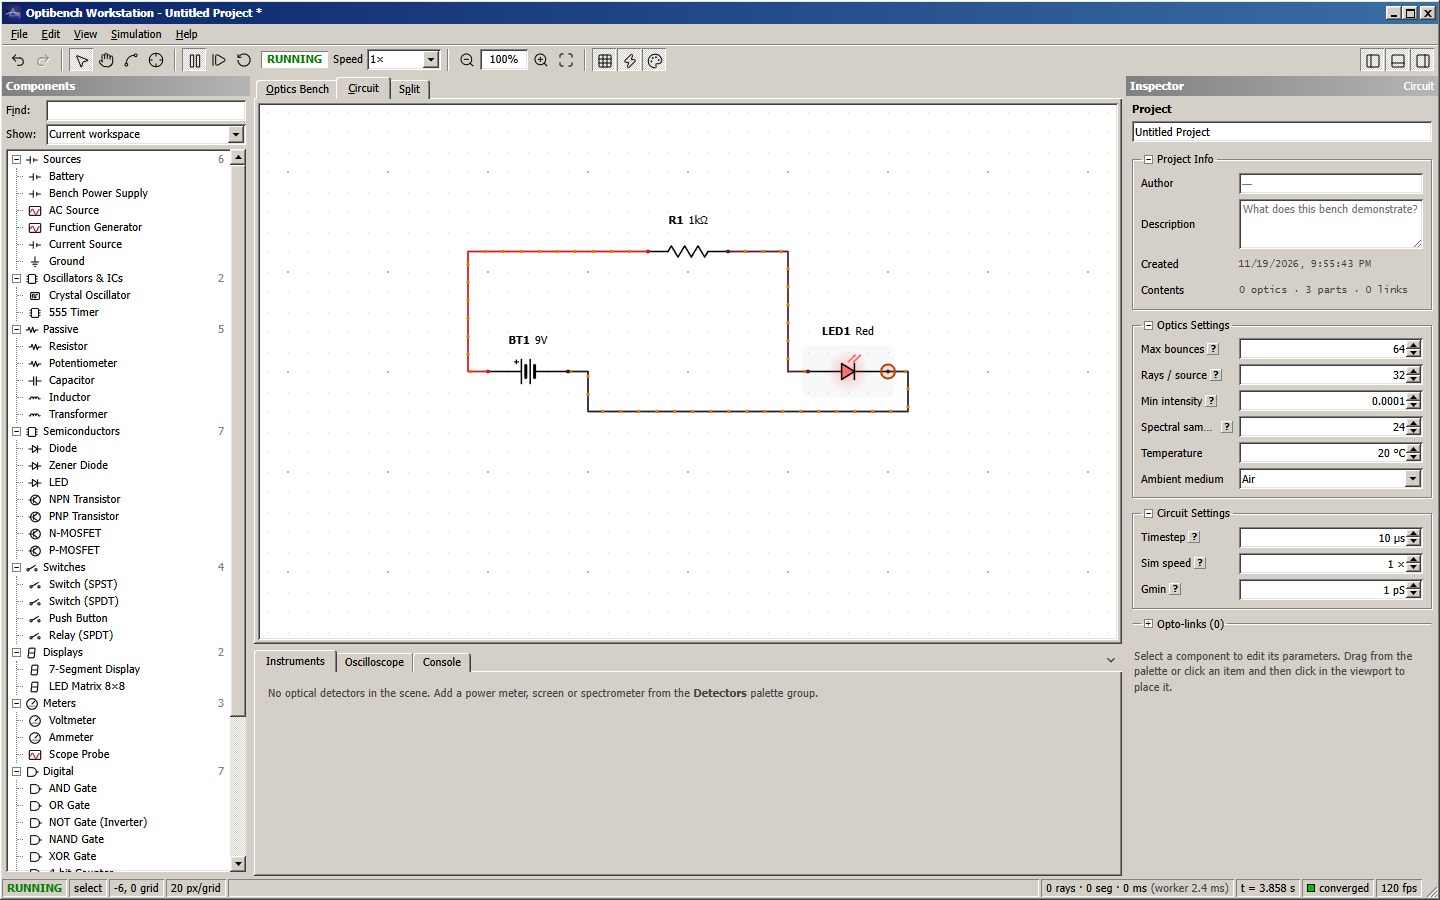 Optibench Workstation - Untitled Project *
File Edit View Simulation Help
RUNNING Speed 1× 100%
Components
Find:
Show: Current workspace
Sources 6
Battery
Bench Power Supply
AC Source
Function Generator
Current Source
Ground
Oscillators & ICs 2
Crystal Oscillator
555 Timer
Passive 5
Resistor
Potentiometer
Capacitor
Inductor
Transformer
Semiconductors 7
Diode
Zener Diode
LED
NPN Transistor
PNP Transistor
N-MOSFET
P-MOSFET
Switches 4
Switch (SPST)
Switch (SPDT)
Push Button
Relay (SPDT)
Displays 2
7-Segment Display
LED Matrix 8×8
Meters 3
Voltmeter
Ammeter
Scope Probe
Digital 7
AND Gate
OR Gate
NOT Gate (Inverter)
NAND Gate
XOR Gate
Optics Bench Circuit Split
R1 1kΩ
BT1 9V
LED1 Red
Instruments Oscilloscope Console
No optical detectors in the scene. Add a power meter, screen or spectrometer from the Detectors palette group.
Inspector Circuit
Project
Untitled Project
Project Info
Author —
Description What does this bench demonstrate?
Created 11/19/2026, 9:55:43 PM
Contents 0 optics · 3 parts · 0 links
Optics Settings
Max bounces ? 64
Rays / source ? 32
Min intensity ? 0.0001
Spectral sam... ? 24
Temperature 20 °C
Ambient medium Air
Circuit Settings
Timestep ? 10 µs
Sim speed ? 1 ×
Gmin ? 1 pS
Opto-links (0)
Select a component to edit its parameters. Drag from the
palette or click an item and then click in the viewport to
place it.
RUNNING select -6, 0 grid 20 px/grid 0 rays · 0 seg · 0 ms (worker 2.4 ms) t = 3.858 s converged 120 fps